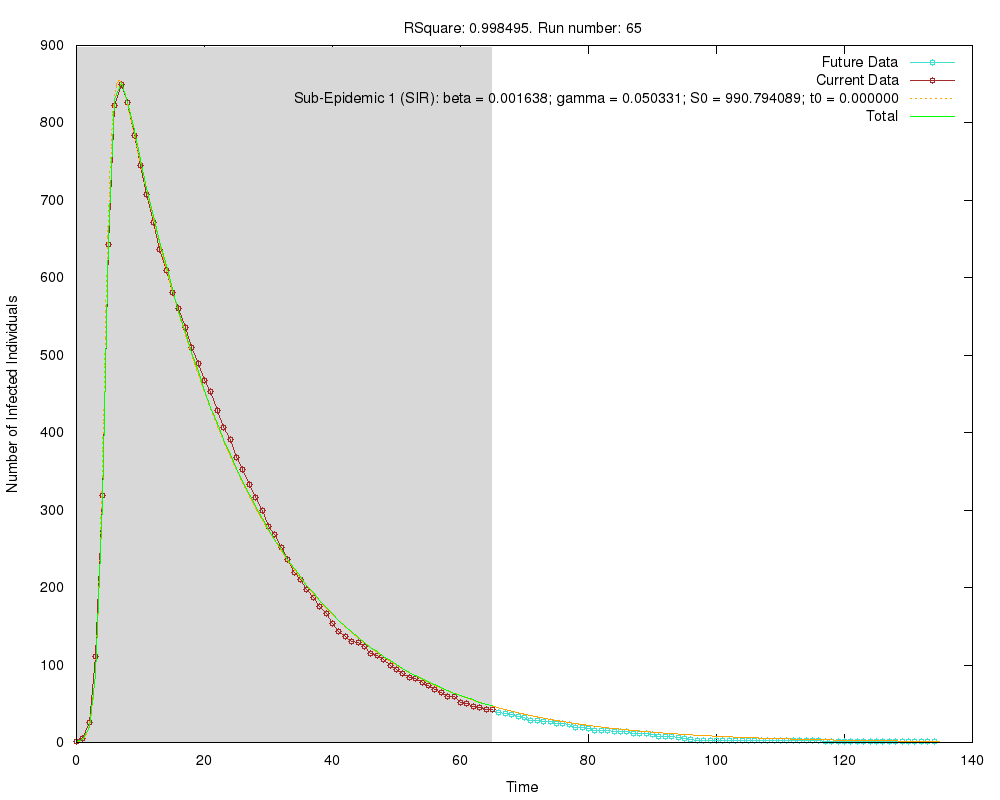 RSquare: 0.998495. Run number: 65
900
800
700
600
500
400
300
200
100
0
Number of Infected Individuals
Future Data
Current Data
Sub-Epidemic 1 (SIR): beta = 0.001638; gamma = 0.050331; S0 = 990.794089; t0 = 0.000000
Total
0 20 40 60 80 100 120 140
Time